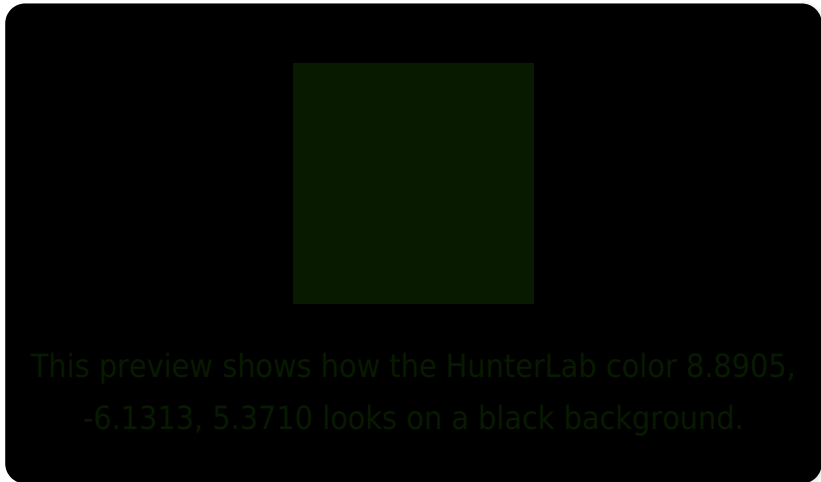 This preview shows how the HunterLab color 8.8905,
-6.1313, 5.3710 looks on a black background.